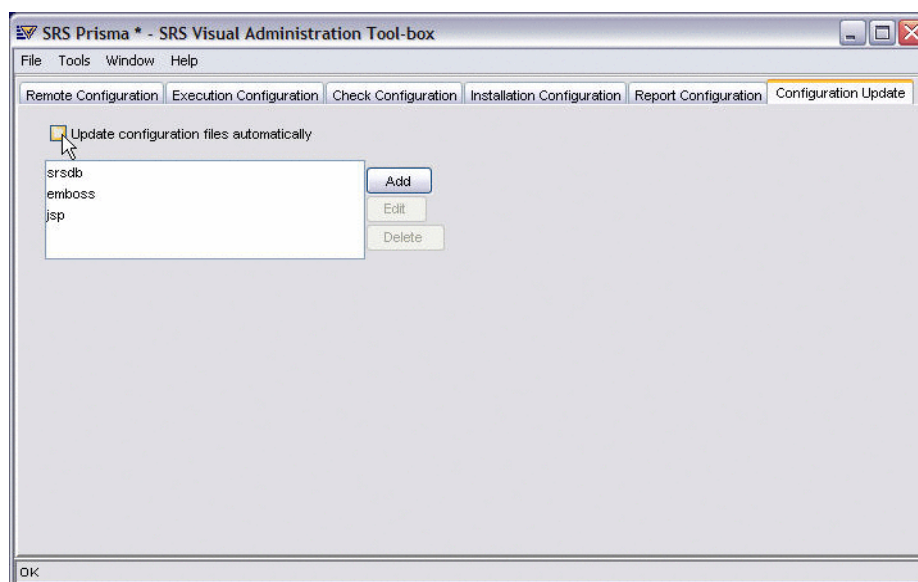 SRS Prisma * - SRS Visual Administration Tool-box
File Tools Window Help
Remote Configuration Execution Configuration Check Configuration Installation Configuration Report Configuration Configuration Update
Update configuration files automatically
srsdb
emboss
jsp
Add
Edit
Delete
OK